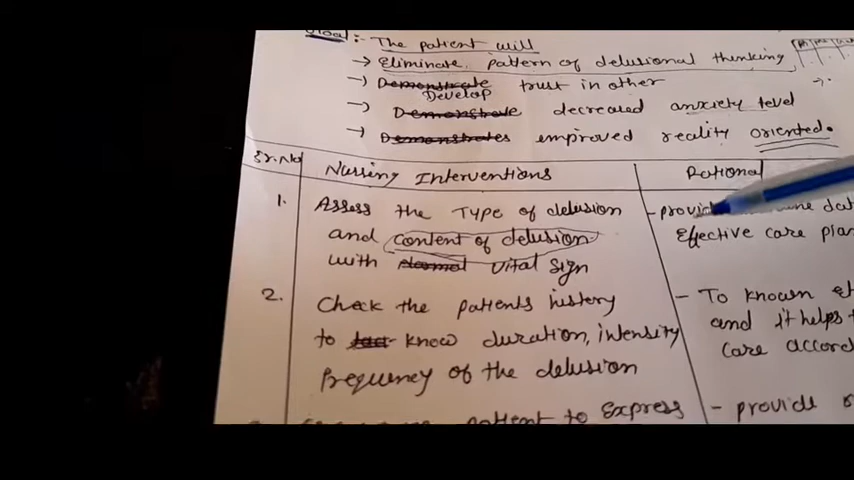 Goal :- The patient will
→ Eliminate pattern of delusional thinking
→) Demonstrate trust in other
Develop
→) Demonstrate decreased anxiety level
→) Demonstrates emproved reality oriented.
Sr.No Nursing Interventions Rational
1. Assess the Type of delusion - provid
and content of delusion Effective care plan
with Normal vital sign
2. Check the patients history - To known
to know duration, intensity and it helps
frequency of the delusion care accord
patient to Express - provide